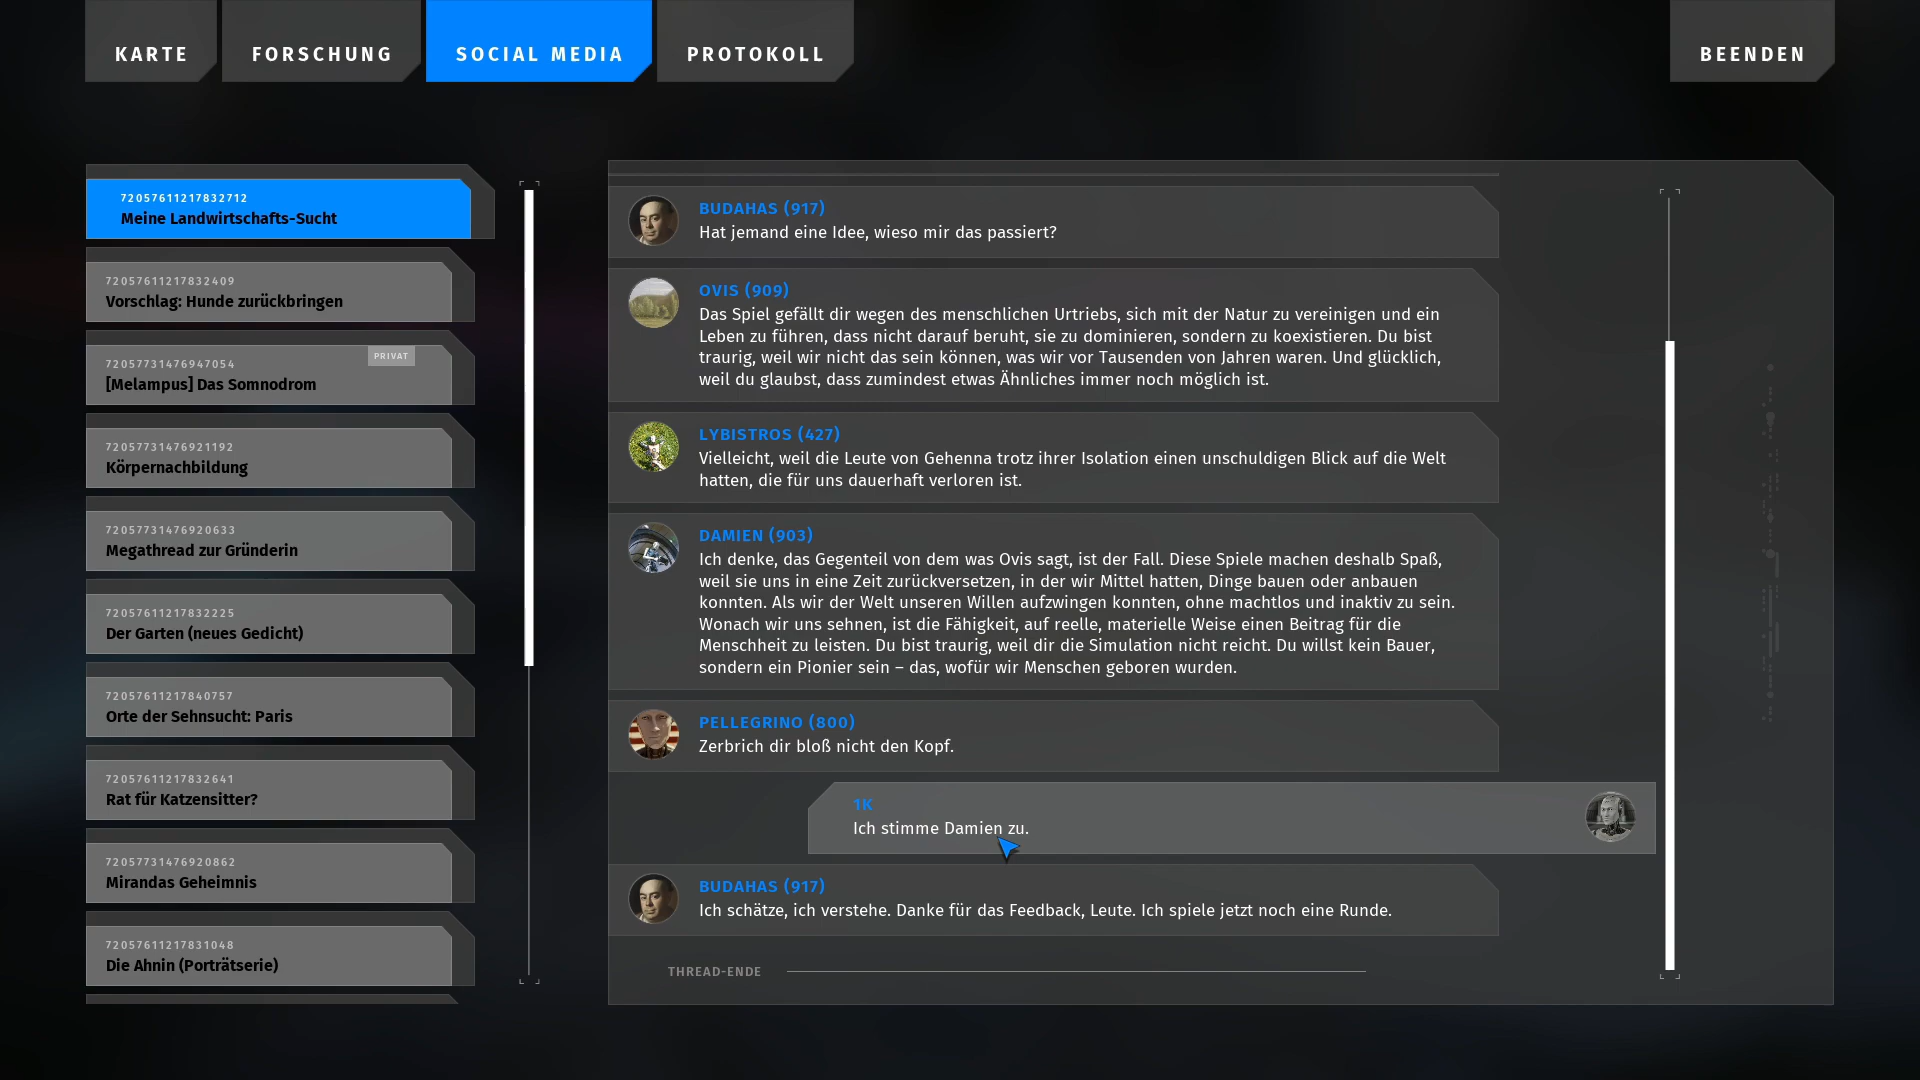 KARTE
FORSCHUNG
SOCIAL MEDIA
PROTOKOLL
BEENDEN
72057611217832712
Meine Landwirtschafts-Sucht
72057611217832409
Vorschlag: Hunde zurückbringen
PRIVAT
72057731476947054
[Melampus] Das Somnodrom
72057731476921192
Körpernachbildung
72057731476920633
Megathread zur Gründerin
72057611217832225
Der Garten (neues Gedicht)
72057611217840757
Orte der Sehnsucht: Paris
72057611217832641
Rat für Katzensitter?
72057731476920862
Mirandas Geheimnis
72057611217831048
Die Ahnin (Porträtserie)
BUDAHAS (917)
Hat jemand eine Idee, wieso mir das passiert?
OVIS (909)
Das Spiel gefällt dir wegen des menschlichen Urtriebs, sich mit der Natur zu vereinigen und ein
Leben zu führen, dass nicht darauf beruht, sie zu dominieren, sondern zu koexistieren. Du bist
traurig, weil wir nicht das sein können, was wir vor Tausenden von Jahren waren. Und glücklich,
weil du glaubst, dass zumindest etwas Ähnliches immer noch möglich ist.
LYBISTROS (427)
Vielleicht, weil die Leute von Gehenna trotz ihrer Isolation einen unschuldigen Blick auf die Welt
hatten, die für uns dauerhaft verloren ist.
DAMIEN (903)
Ich denke, das Gegenteil von dem was Ovis sagt, ist der Fall. Diese Spiele machen deshalb Spaß,
weil sie uns in eine Zeit zurückversetzen, in der wir Mittel hatten, Dinge bauen oder anbauen
konnten. Als wir der Welt unseren Willen aufzwingen konnten, ohne machtlos und inaktiv zu sein.
Wonach wir uns sehnen, ist die Fähigkeit, auf reelle, materielle Weise einen Beitrag für die
Menschheit zu leisten. Du bist traurig, weil dir die Simulation nicht reicht. Du willst kein Bauer,
sondern ein Pionier sein – das, wofür wir Menschen geboren wurden.
PELLEGRINO (800)
Zerbrich dir bloß nicht den Kopf.
1K
Ich stimme Damien zu.
BUDAHAS (917)
Ich schätze, ich verstehe. Danke für das Feedback, Leute. Ich spiele jetzt noch eine Runde.
THREAD-ENDE